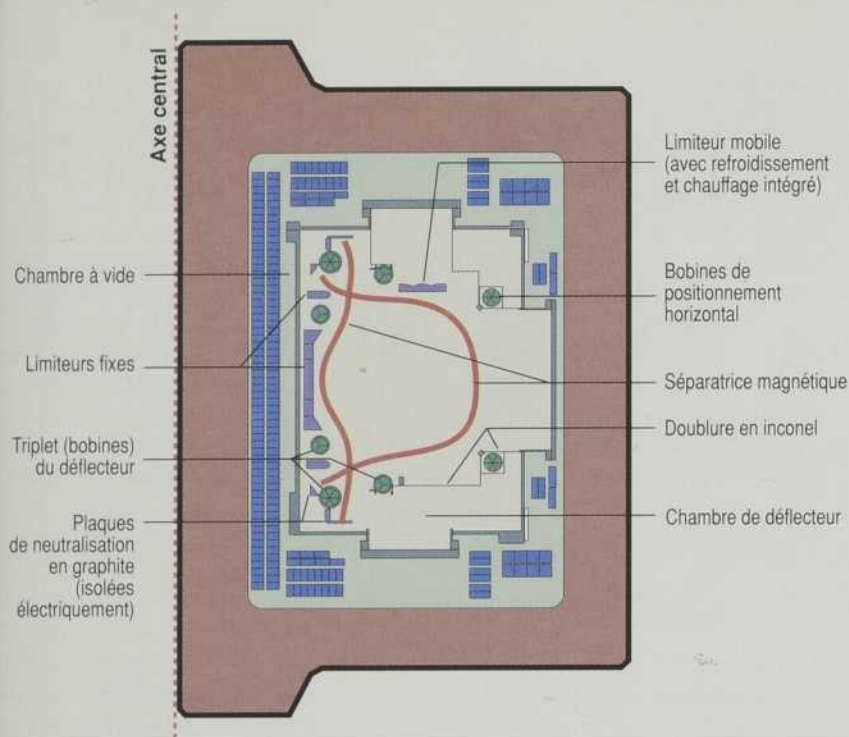 Axe central
Chambre à vide
Limiteurs fixes
Triplet (bobines)
du déflecteur
Plaques
de neutralisation
en graphite
(isolées
électriquement)
Limiteur mobile
(avec refroidissement
et chauffage intégré)
Bobines de
positionnement
horizontal
Séparatrice magnétique
Doublure en inconel
Chambre de déflecteur